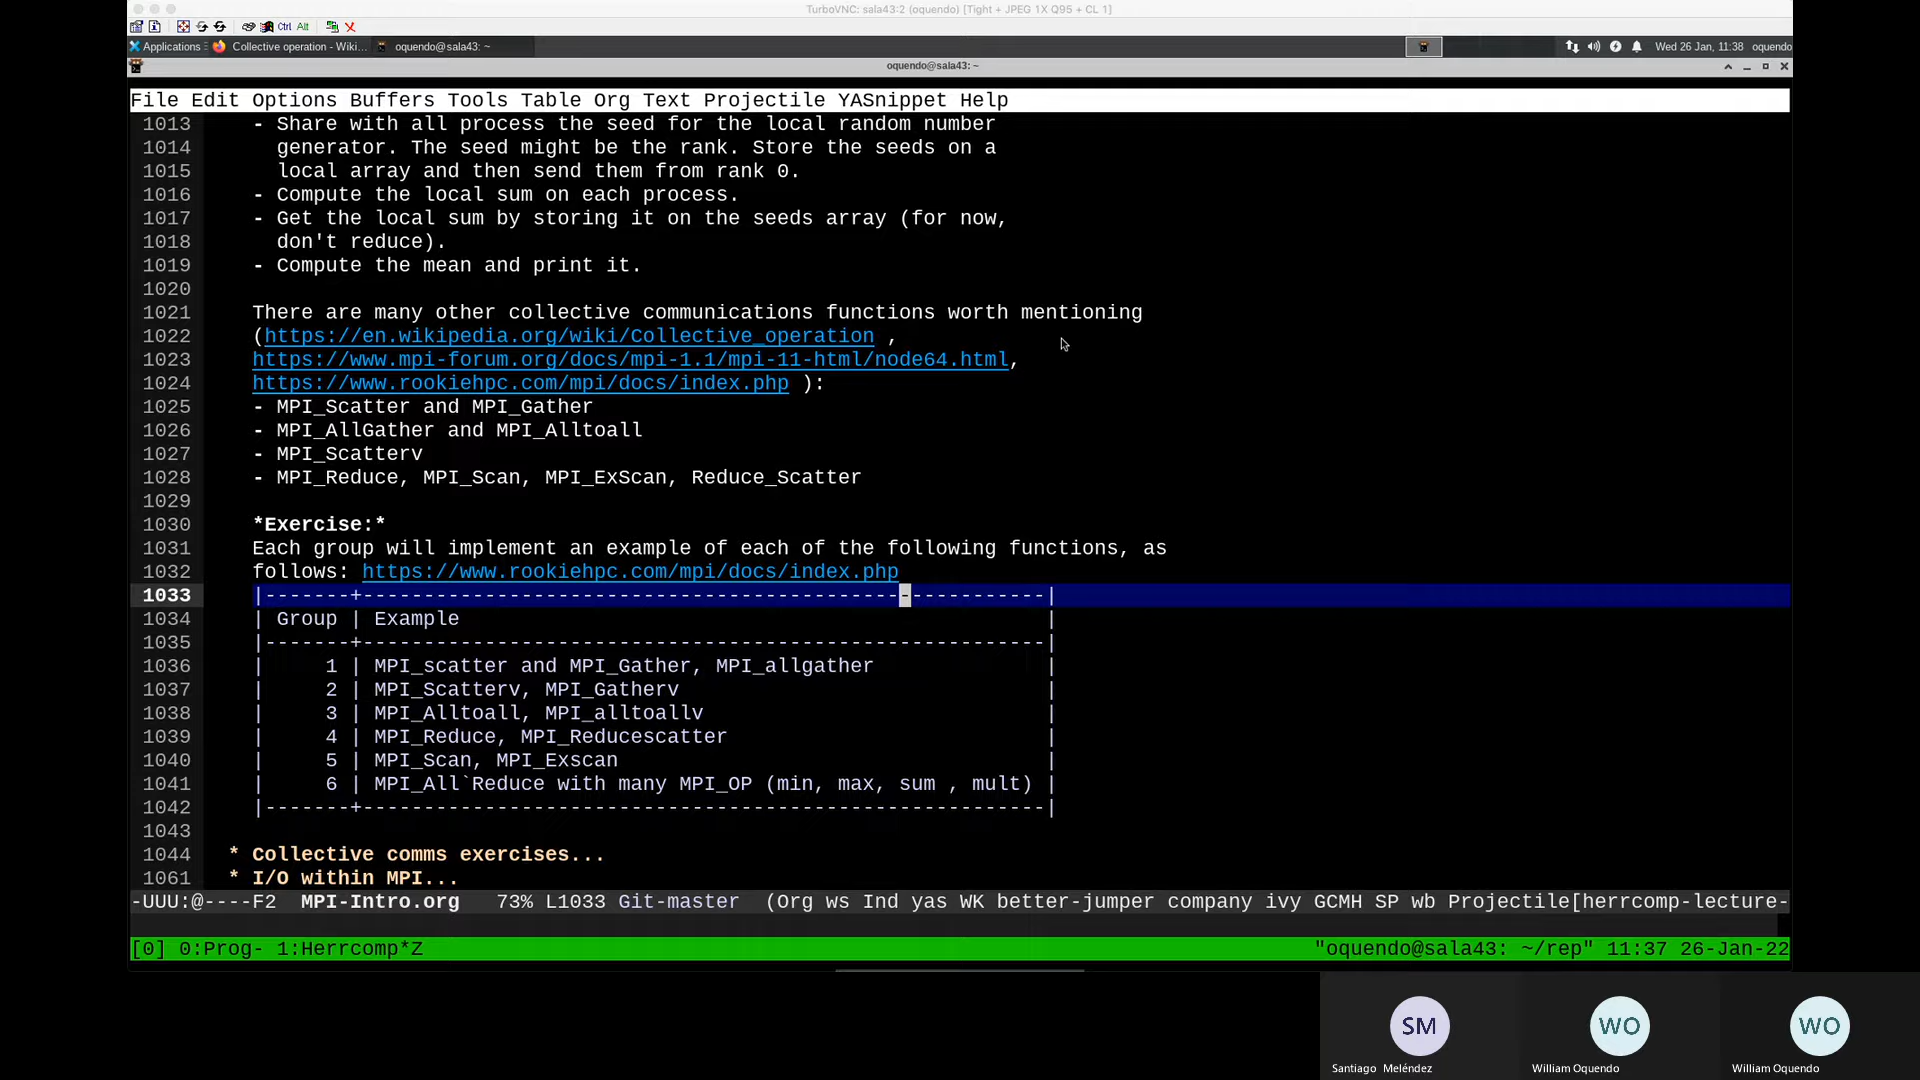 TurboVNC: sala43:2 (oquendo) [Tight + JPEG 1X Q95 + CL 1]
Ctrl Alt
Applications Collective operation - Wiki... oquendo@sala43: ~ Wed 26 Jan, 11:38 oquendo
oquendo@sala43: ~
File Edit Options Buffers Tools Table Org Text Projectile YASnippet Help
1013 - Share with all process the seed for the local random number
1014 generator. The seed might be the rank. Store the seeds on a
1015 local array and then send them from rank 0.
1016 - Compute the local sum on each process.
1017 - Get the local sum by storing it on the seeds array (for now,
1018 don't reduce).
1019 - Compute the mean and print it.
1020
1021 There are many other collective communications functions worth mentioning
1022 (https://en.wikipedia.org/wiki/Collective_operation ,
1023 https://www.mpi-forum.org/docs/mpi-1.1/mpi-11-html/node64.html,
1024 https://www.rookiehpc.com/mpi/docs/index.php ):
1025 - MPI_Scatter and MPI_Gather
1026 - MPI_AllGather and MPI_Alltoall
1027 - MPI_Scatterv
1028 - MPI_Reduce, MPI_Scan, MPI_ExScan, Reduce_Scatter
1029
1030 *Exercise:*
1031 Each group will implement an example of each of the following functions, as
1032 follows: https://www.rookiehpc.com/mpi/docs/index.php
1033 |-------+--------------------------------------------------------|
1034 | Group | Example |
1035 |-------+--------------------------------------------------------|
1036 | 1 | MPI_scatter and MPI_Gather, MPI_allgather |
1037 | 2 | MPI_Scatterv, MPI_Gatherv |
1038 | 3 | MPI_Alltoall, MPI_alltoallv |
1039 | 4 | MPI_Reduce, MPI_Reducescatter |
1040 | 5 | MPI_Scan, MPI_Exscan |
1041 | 6 | MPI_All`Reduce with many MPI_OP (min, max, sum , mult) |
1042 |-------+--------------------------------------------------------|
1043
1044 * Collective comms exercises...
1061 * I/O within MPI...
-UUU:@----F2 MPI-Intro.org 73% L1033 Git-master (Org ws Ind yas WK better-jumper company ivy GCMH SP wb Projectile[herrcomp-lecture-
[0] 0:Prog- 1:Herrcomp*Z "oquendo@sala43: ~/rep" 11:37 26-Jan-22
SM WO WO
Santiago Meléndez William Oquendo William Oquendo